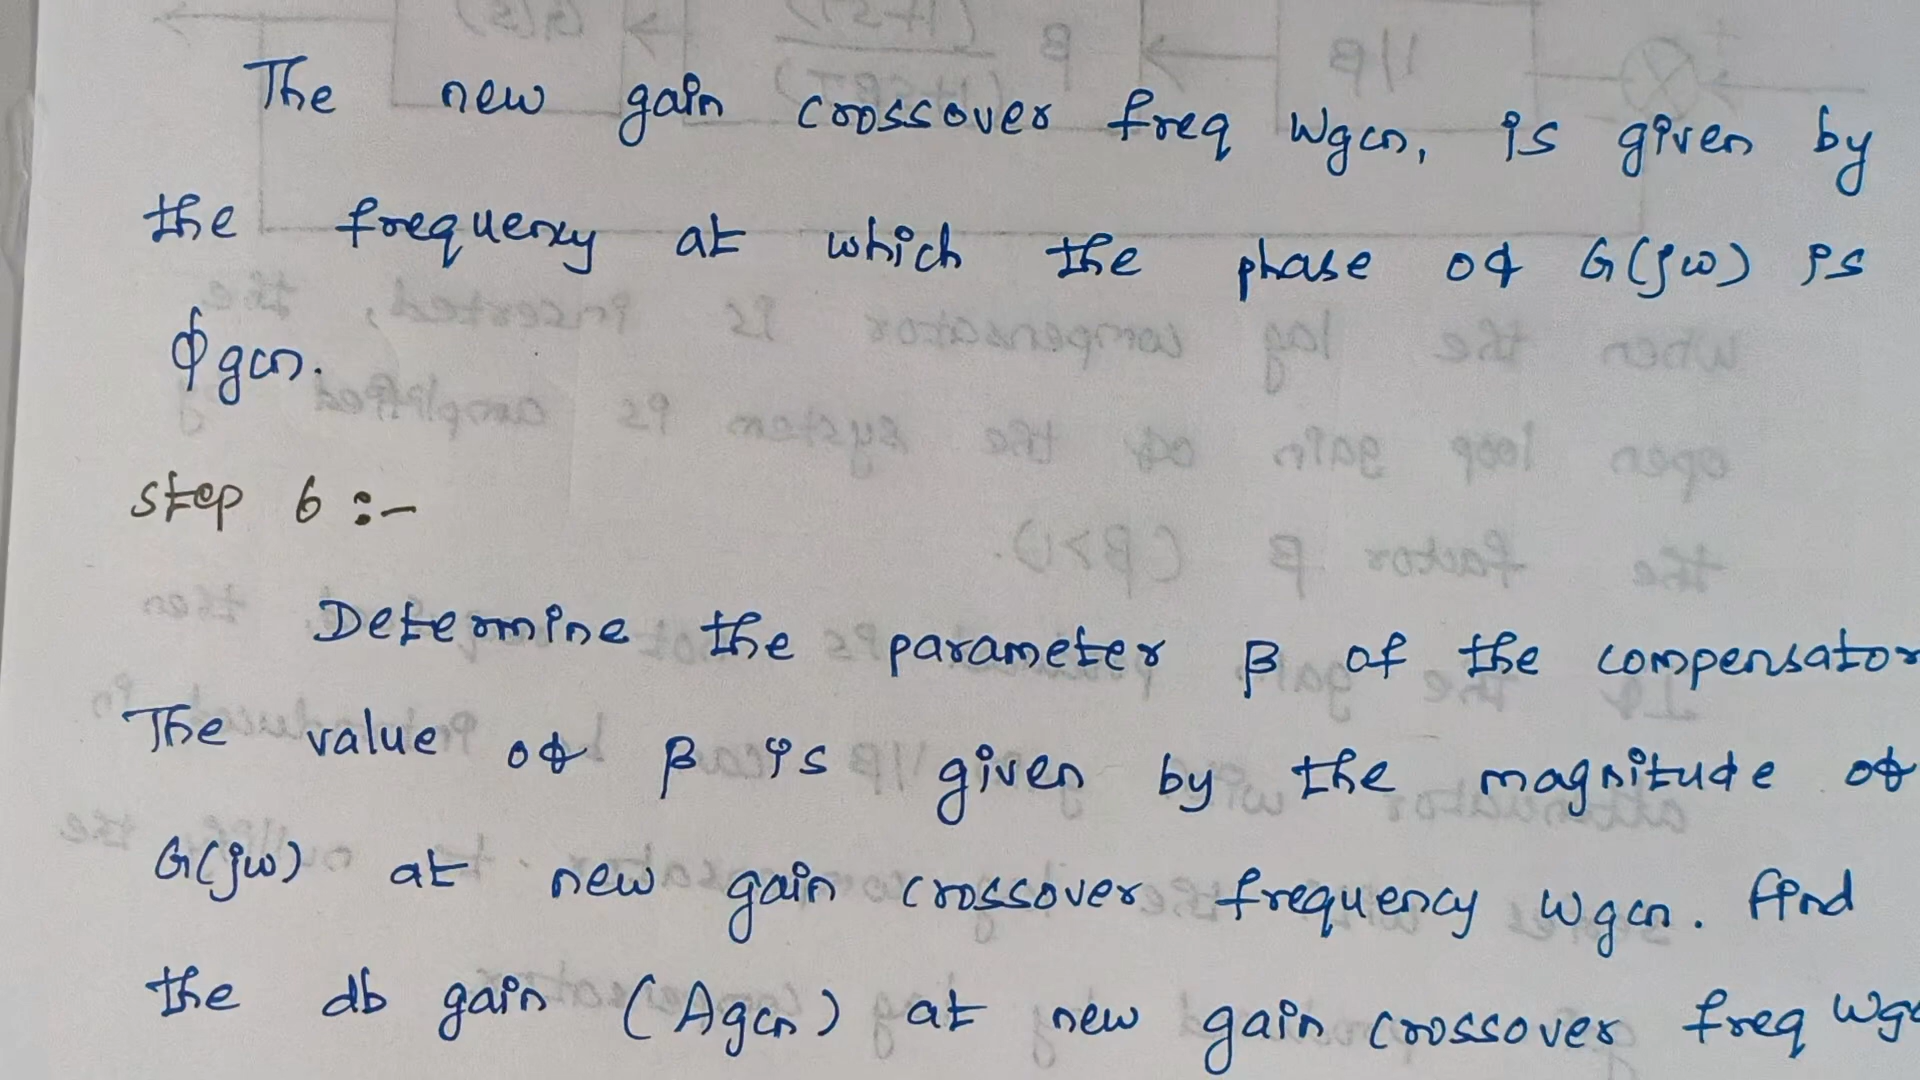 The new gain crossover freq Wgcn, is given by
the frequency at which the phase of G(jω) is
ϕgcn.
step 6 :-
Determine the parameter β of the compensator
The value of β is given by the magnitude of
G(jω) at new gain crossover frequency ωgcn. find
the db gain (Agcn) at new gain crossover freq Wgc